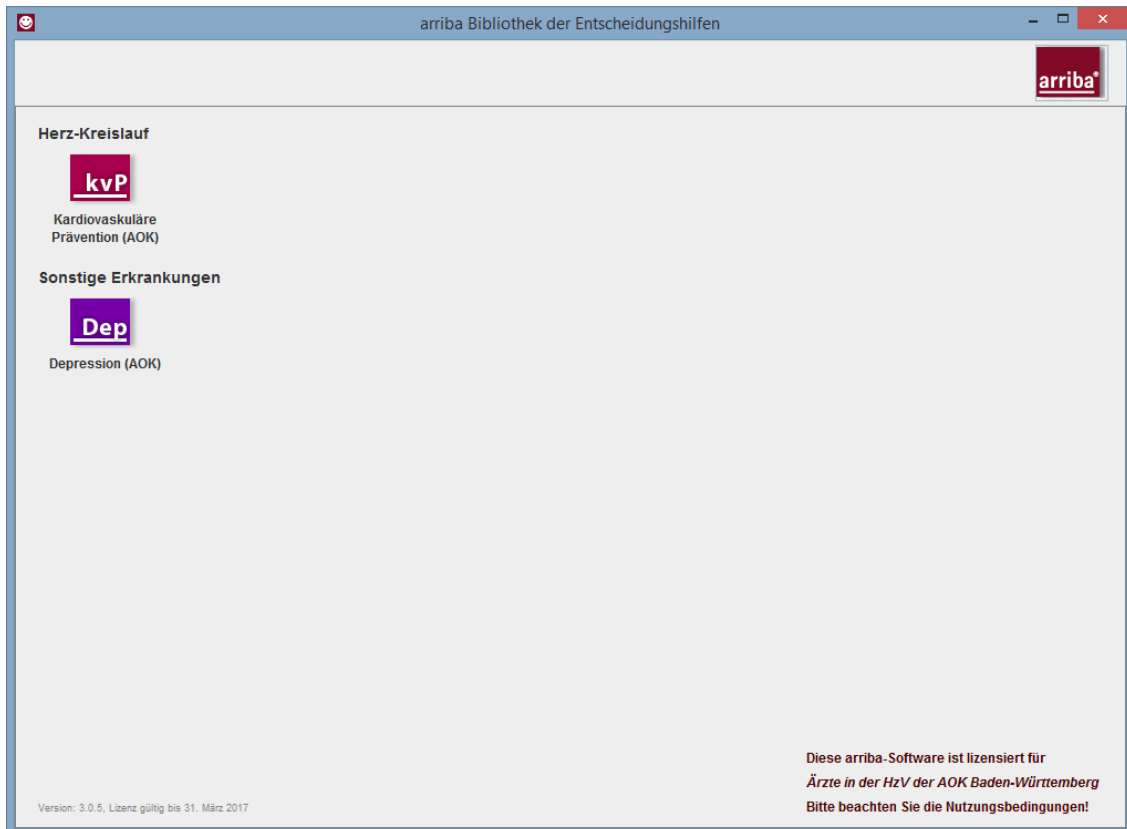 arriba Bibliothek der Entscheidungshilfen
arriba®
Herz-Kreislauf
kvP
Kardiovaskuläre
Prävention (AOK)
Sonstige Erkrankungen
Dep
Depression (AOK)
Diese arriba-Software ist lizensiert für
Ärzte in der HzV der AOK Baden-Württemberg
Bitte beachten Sie die Nutzungsbedingungen!
Version: 3.0.5, Lizenz gültig bis 31. März 2017